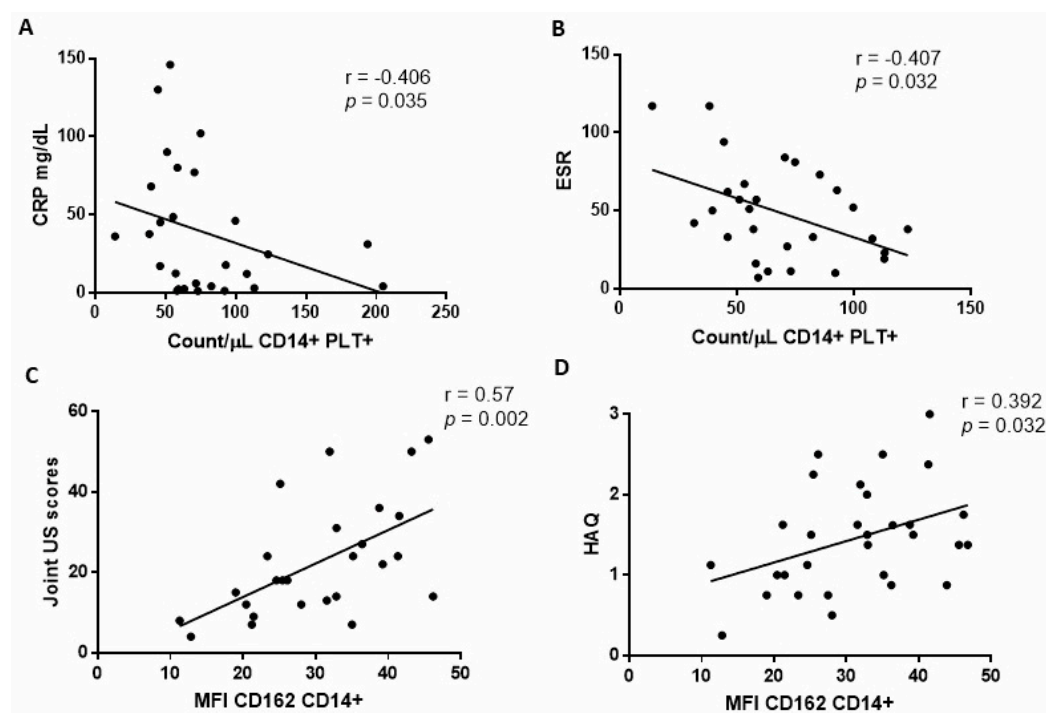 A
150
100
50
0
CRP mg/dL
r = -0.406
p = 0.035
0 50 100 150 200 250
Count/μL CD14+ PLT+
B
150
100
50
0
ESR
r = -0.407
p = 0.032
0 50 100 150
Count/μL CD14+ PLT+
C
60
40
20
0
Joint US scores
r = 0.57
p = 0.002
0 10 20 30 40 50
MFI CD162 CD14+
D
3
2
1
0
HAQ
r = 0.392
p = 0.032
0 10 20 30 40 50
MFI CD162 CD14+